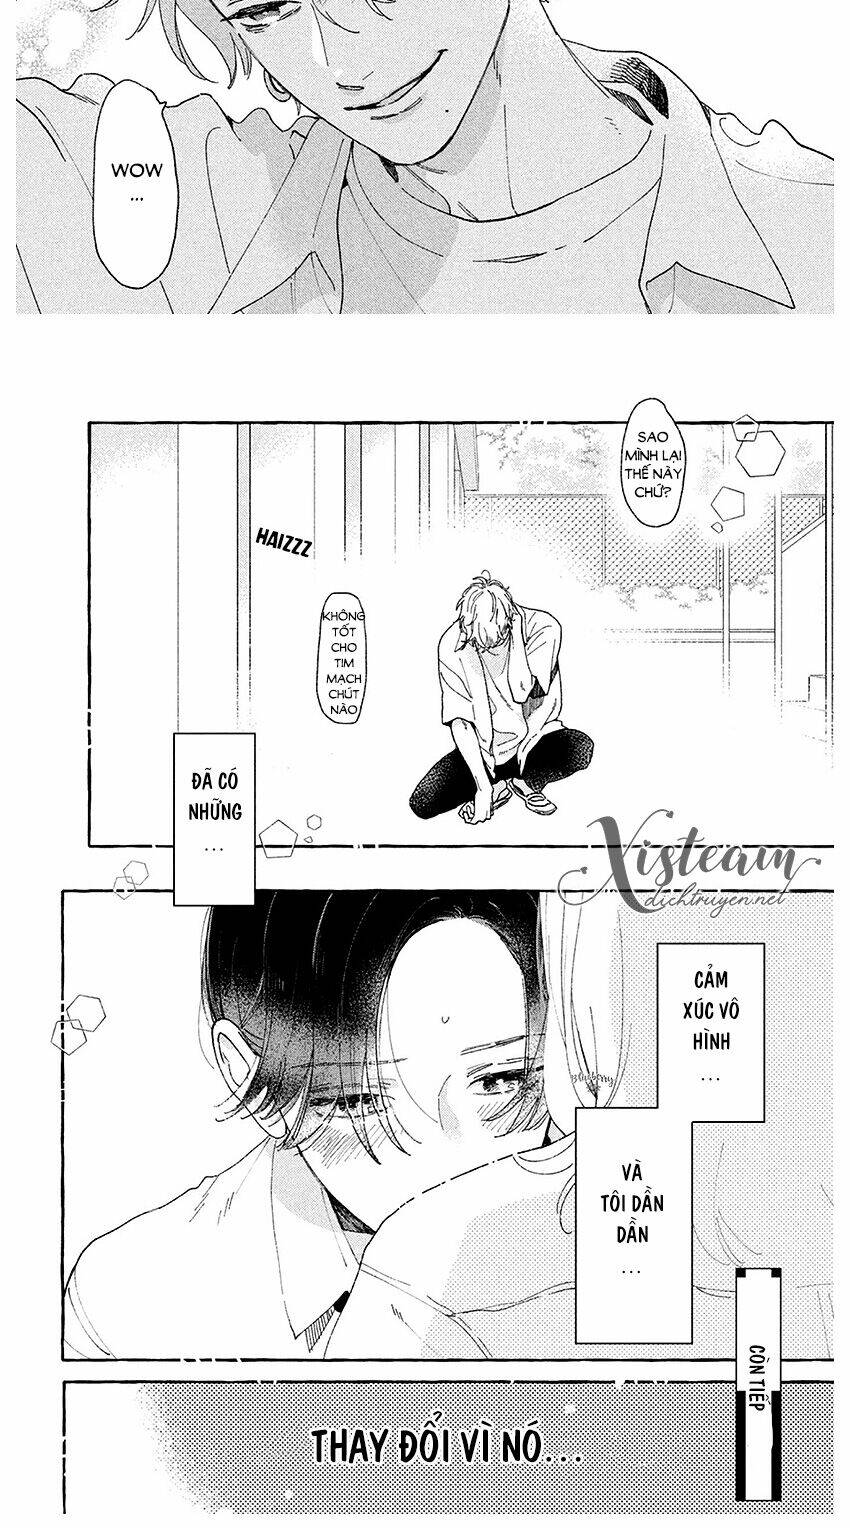 WOW
...
SAO
MÌNH LẠI
THẾ NÀY
CHỨ?
HAIZZZ
KHÔNG
TỐT
CHO
TIM
MẠCH
CHÚT
NÀO
ĐÃ CÓ
NHỮNG
...
Xisteam
dichtruyen.net
CẢM
XÚC VÔ
HÌNH
...
Blueberry
VÀ
TÔI DẦN
DẦN
...
CÒN TIẾP
THAY ĐỔI VÌ NÓ...